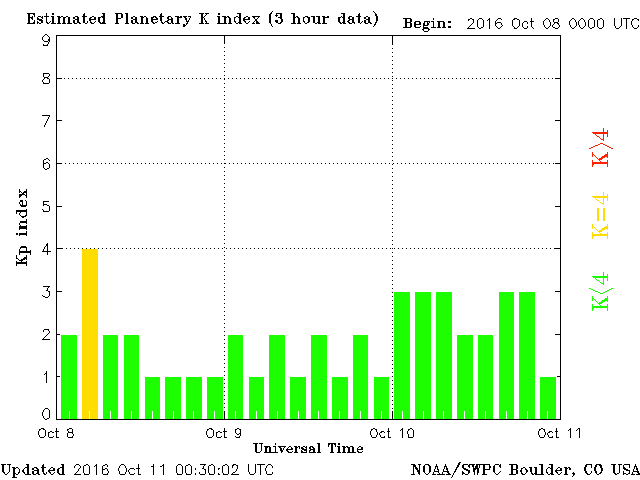 Estimated Planetary K index (3 hour data)
Begin: 2016 Oct 08 0000 UTC
9
8
7
6
5
4
3
2
1
0
Kp index
K>4
K=4
K<4
Oct 8
Oct 9
Oct 10
Oct 11
Universal Time
Updated 2016 Oct 11 00:30:02 UTC
NOAA/SWPC Boulder, CO USA